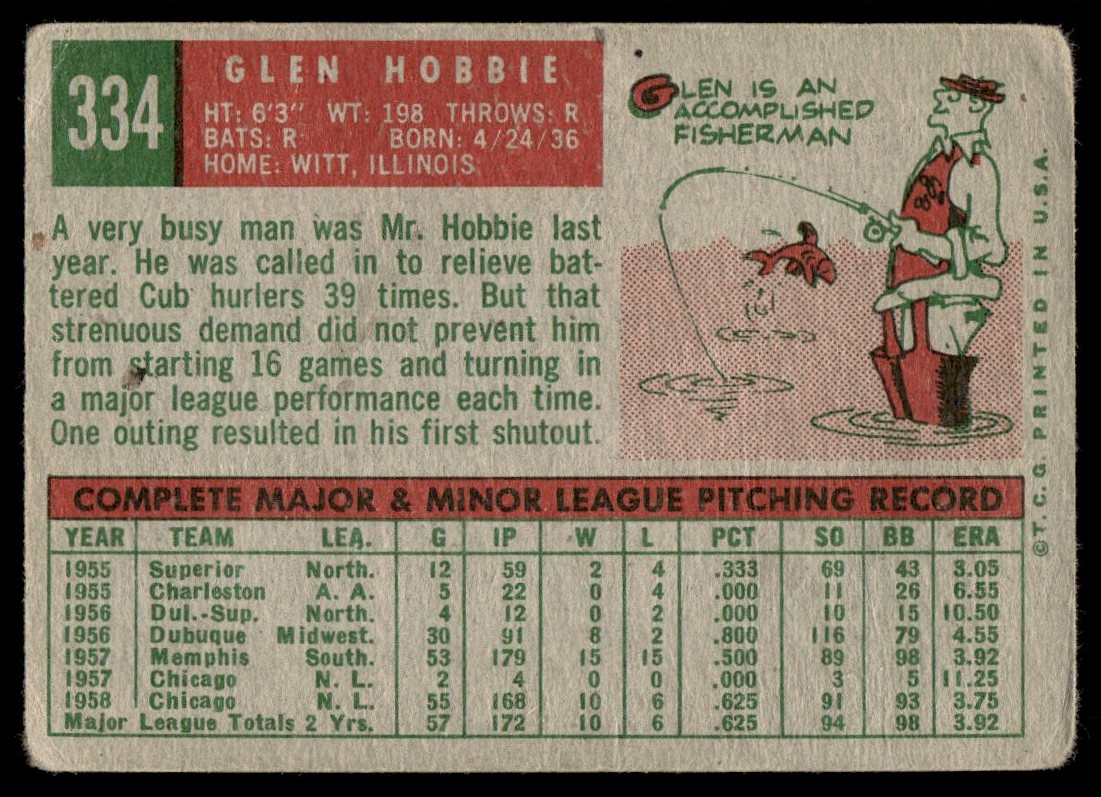 334
GLEN HOBBIE
HT: 6'3" WT: 198 THROWS: R
BATS: R BORN: 4/24/36
HOME: WITT, ILLINOIS
GLEN IS AN
ACCOMPLISHED
FISHERMAN
A very busy man was Mr. Hobbie last
year. He was called in to relieve bat-
tered Cub hurlers 39 times. But that
strenuous demand did not prevent him
from starting 16 games and turning in
a major league performance each time.
One outing resulted in his first shutout.
COMPLETE MAJOR & MINOR LEAGUE PITCHING RECORD
YEAR TEAM LEA. G IP W L PCT SO BB ERA
1955 Superior North. 12 59 2 4 .333 69 43 3.05
1955 Charleston A. A. 5 22 0 4 .000 11 26 6.55
1956 Dul.-Sup. North. 4 12 0 2 .000 10 15 10.50
1956 Dubuque Midwest. 30 91 8 2 .800 116 79 4.55
1957 Memphis South. 53 179 15 15 .500 89 98 3.92
1957 Chicago N. L. 2 4 0 0 .000 3 5 11.25
1958 Chicago N. L. 55 168 10 6 .625 91 93 3.75
Major League Totals 2 Yrs. 57 172 10 6 .625 94 98 3.92
©T. C. G. PRINTED IN U.S.A.